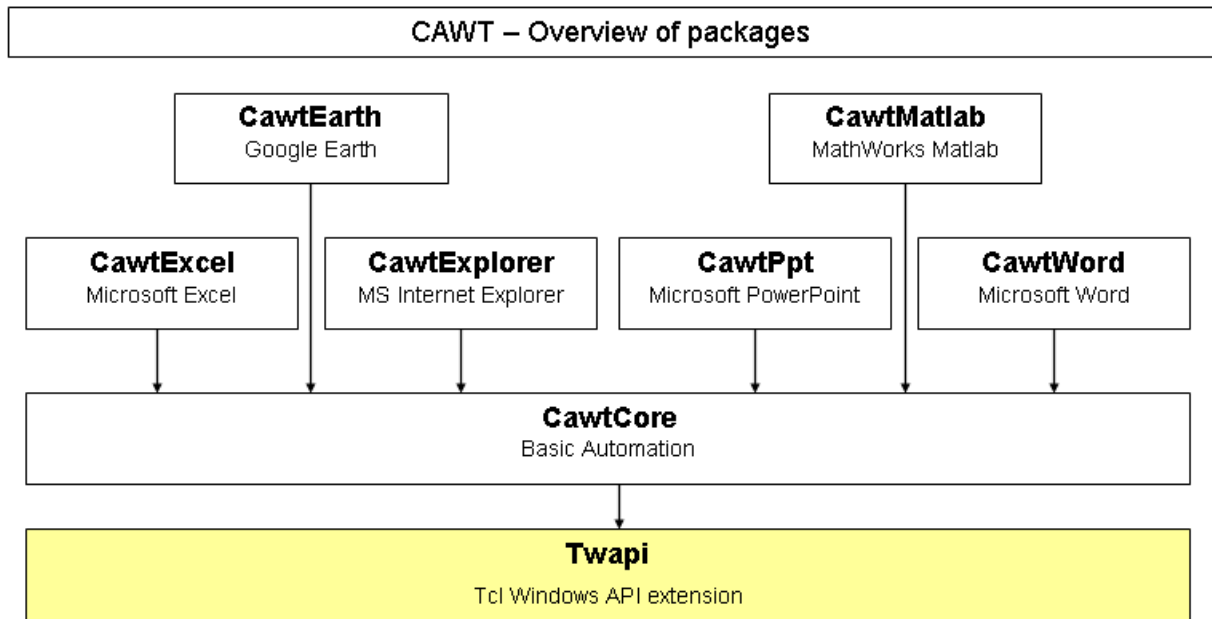 CAWT – Overview of packages
CawtEarth
Google Earth
CawtMatlab
MathWorks Matlab
CawtExcel
Microsoft Excel
CawtExplorer
MS Internet Explorer
CawtPpt
Microsoft PowerPoint
CawtWord
Microsoft Word
CawtCore
Basic Automation
Twapi
Tcl Windows API extension